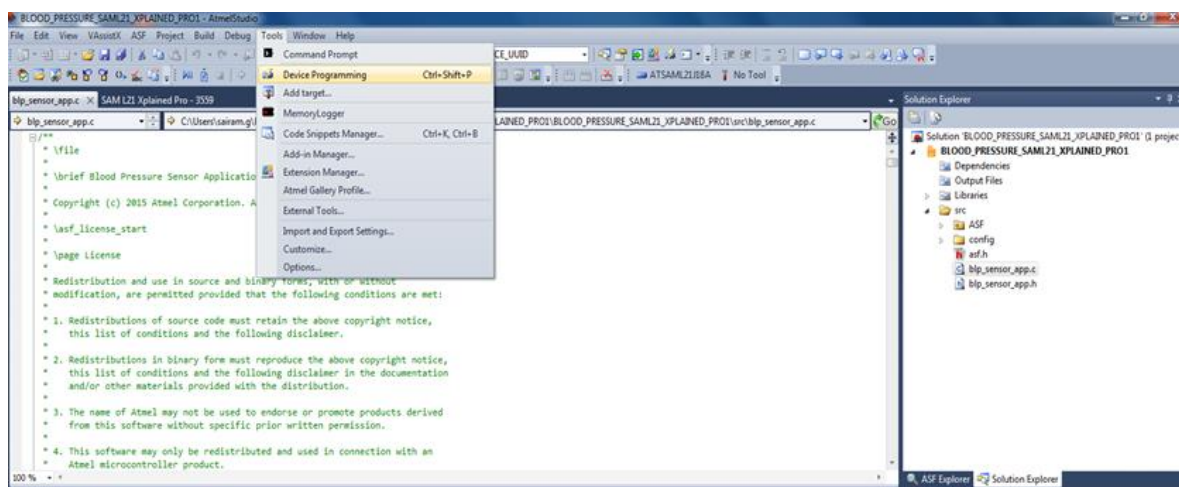 BLOOD_PRESSURE_SAML21_XPLAINED_PRO1 - AtmelStudio
File Edit View VAssistX ASF Project Build Debug Tools Window Help
Command Prompt
Device Programming Ctrl+Shift+P
Add target...
MemoryLogger
Code Snippets Manager... Ctrl+K, Ctrl+B
Add-in Manager...
Extension Manager...
Atmel Gallery Profile...
External Tools...
Import and Export Settings...
Customize...
Options...
CE_UUID
ATSAML21J18A No Tool
blp_sensor_app.c SAM L21 Xplained Pro - 3559
blp_sensor_app.c C:\Users\sairam.g\ LAINED_PRO1\BLOOD_PRESSURE_SAML21_XPLAINED_PRO1\src\blp_sensor_app.c Go
/**
* \file
*
* \brief Blood Pressure Sensor Applicatio
*
* Copyright (c) 2015 Atmel Corporation. A
*
* \asf_license_start
*
* \page License
*
* Redistribution and use in source and binary forms, with or without
* modification, are permitted provided that the following conditions are met:
*
* 1. Redistributions of source code must retain the above copyright notice,
* this list of conditions and the following disclaimer.
*
* 2. Redistributions in binary form must reproduce the above copyright notice,
* this list of conditions and the following disclaimer in the documentation
* and/or other materials provided with the distribution.
*
* 3. The name of Atmel may not be used to endorse or promote products derived
* from this software without specific prior written permission.
*
* 4. This software may only be redistributed and used in connection with an
* Atmel microcontroller product.
100 %
Solution Explorer
Solution 'BLOOD_PRESSURE_SAML21_XPLAINED_PRO1' (1 projec
BLOOD_PRESSURE_SAML21_XPLAINED_PRO1
Dependencies
Output Files
Libraries
src
ASF
config
asf.h
blp_sensor_app.c
blp_sensor_app.h
ASF Explorer Solution Explorer